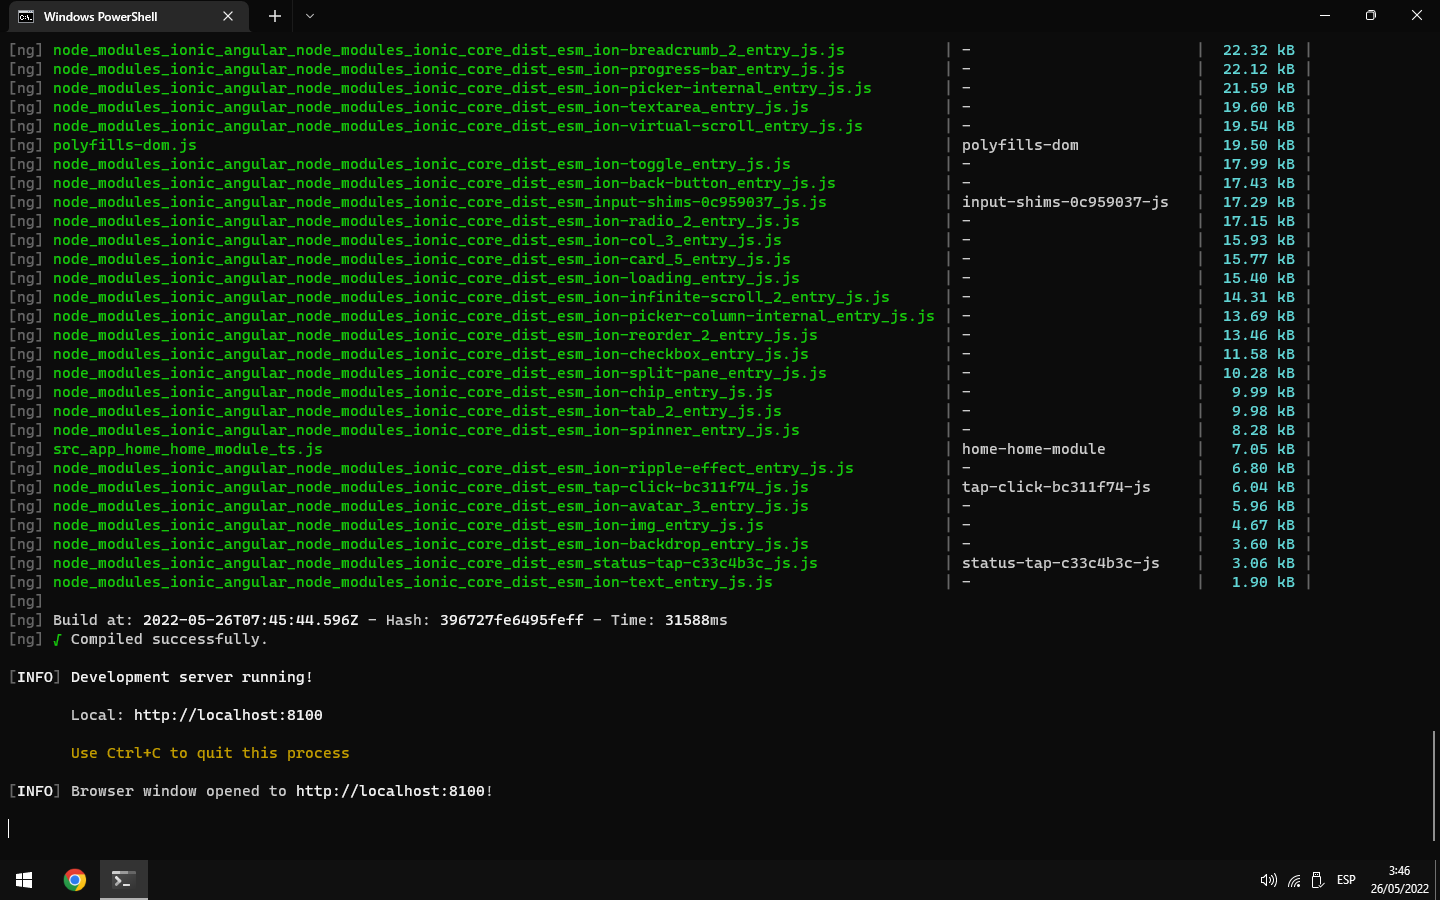 Windows PowerShell
[ng] node_modules_ionic_angular_node_modules_ionic_core_dist_esm_ion-breadcrumb_2_entry_js.js | - | 22.32 kB |
[ng] node_modules_ionic_angular_node_modules_ionic_core_dist_esm_ion-progress-bar_entry_js.js | - | 22.12 kB |
[ng] node_modules_ionic_angular_node_modules_ionic_core_dist_esm_ion-picker-internal_entry_js.js | - | 21.59 kB |
[ng] node_modules_ionic_angular_node_modules_ionic_core_dist_esm_ion-textarea_entry_js.js | - | 19.60 kB |
[ng] node_modules_ionic_angular_node_modules_ionic_core_dist_esm_ion-virtual-scroll_entry_js.js | - | 19.54 kB |
[ng] polyfills-dom.js | polyfills-dom | 19.50 kB |
[ng] node_modules_ionic_angular_node_modules_ionic_core_dist_esm_ion-toggle_entry_js.js | - | 17.99 kB |
[ng] node_modules_ionic_angular_node_modules_ionic_core_dist_esm_ion-back-button_entry_js.js | - | 17.43 kB |
[ng] node_modules_ionic_angular_node_modules_ionic_core_dist_esm_input-shims-0c959037_js.js | input-shims-0c959037-js | 17.29 kB |
[ng] node_modules_ionic_angular_node_modules_ionic_core_dist_esm_ion-radio_2_entry_js.js | - | 17.15 kB |
[ng] node_modules_ionic_angular_node_modules_ionic_core_dist_esm_ion-col_3_entry_js.js | - | 15.93 kB |
[ng] node_modules_ionic_angular_node_modules_ionic_core_dist_esm_ion-card_5_entry_js.js | - | 15.77 kB |
[ng] node_modules_ionic_angular_node_modules_ionic_core_dist_esm_ion-loading_entry_js.js | - | 15.40 kB |
[ng] node_modules_ionic_angular_node_modules_ionic_core_dist_esm_ion-infinite-scroll_2_entry_js.js | - | 14.31 kB |
[ng] node_modules_ionic_angular_node_modules_ionic_core_dist_esm_ion-picker-column-internal_entry_js.js | - | 13.69 kB |
[ng] node_modules_ionic_angular_node_modules_ionic_core_dist_esm_ion-reorder_2_entry_js.js | - | 13.46 kB |
[ng] node_modules_ionic_angular_node_modules_ionic_core_dist_esm_ion-checkbox_entry_js.js | - | 11.58 kB |
[ng] node_modules_ionic_angular_node_modules_ionic_core_dist_esm_ion-split-pane_entry_js.js | - | 10.28 kB |
[ng] node_modules_ionic_angular_node_modules_ionic_core_dist_esm_ion-chip_entry_js.js | - | 9.99 kB |
[ng] node_modules_ionic_angular_node_modules_ionic_core_dist_esm_ion-tab_2_entry_js.js | - | 9.98 kB |
[ng] node_modules_ionic_angular_node_modules_ionic_core_dist_esm_ion-spinner_entry_js.js | - | 8.28 kB |
[ng] src_app_home_home_module_ts.js | home-home-module | 7.05 kB |
[ng] node_modules_ionic_angular_node_modules_ionic_core_dist_esm_ion-ripple-effect_entry_js.js | - | 6.80 kB |
[ng] node_modules_ionic_angular_node_modules_ionic_core_dist_esm_tap-click-bc311f74_js.js | tap-click-bc311f74-js | 6.04 kB |
[ng] node_modules_ionic_angular_node_modules_ionic_core_dist_esm_ion-avatar_3_entry_js.js | - | 5.96 kB |
[ng] node_modules_ionic_angular_node_modules_ionic_core_dist_esm_ion-img_entry_js.js | - | 4.67 kB |
[ng] node_modules_ionic_angular_node_modules_ionic_core_dist_esm_ion-backdrop_entry_js.js | - | 3.60 kB |
[ng] node_modules_ionic_angular_node_modules_ionic_core_dist_esm_status-tap-c33c4b3c_js.js | status-tap-c33c4b3c-js | 3.06 kB |
[ng] node_modules_ionic_angular_node_modules_ionic_core_dist_esm_ion-text_entry_js.js | - | 1.90 kB |
[ng]
[ng] Build at: 2022-05-26T07:45:44.596Z - Hash: 396727fe6495feff - Time: 31588ms
[ng] √ Compiled successfully.
[INFO] Development server running!
Local: http://localhost:8100
Use Ctrl+C to quit this process
[INFO] Browser window opened to http://localhost:8100!
ESP
3:46
26/05/2022